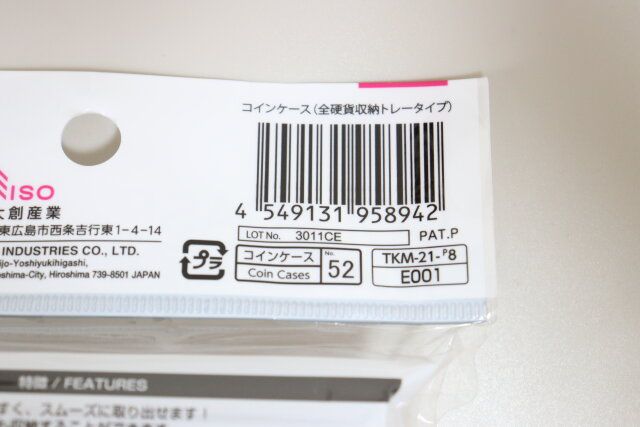 コインケース（全硬貨収納トレータイプ）
4 549131 958942
LOT No. 3011CE
PAT.P
プラ
コインケース No. 52
Coin Cases
TKM-21-P8
E001
ISO
大創産業
東広島市西条吉行東1-4-14
INDUSTRIES CO., LTD.
ijo-Yoshiyukihigashi,
oshima-City, Hiroshima 739-8501 JAPAN
特徴 / FEATURES
すく、スムーズに取り出せます！